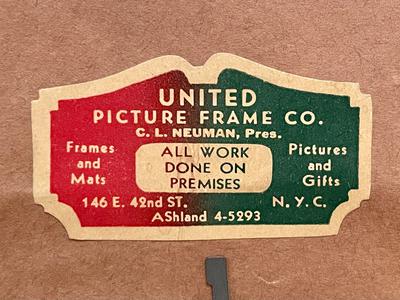 UNITED
PICTURE FRAME CO.
C. L. NEUMAN, Pres.
Frames
and
Mats
ALL WORK
DONE ON
PREMISES
Pictures
and
Gifts
146 E. 42nd ST. N. Y. C.
AShland 4-5293